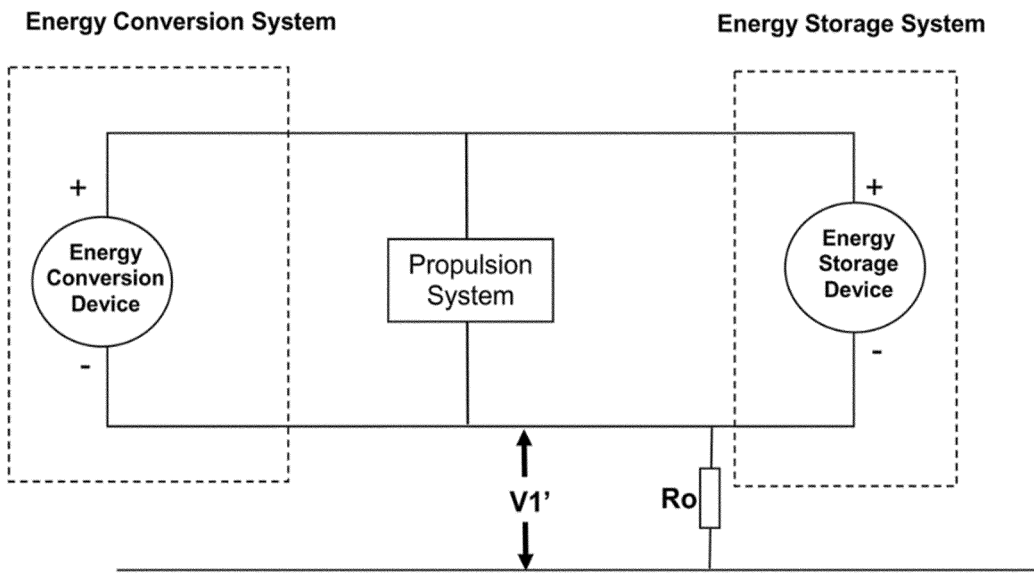 Energy Conversion System
Energy Storage System
+
Energy
Conversion
Device
-
Propulsion
System
+
Energy
Storage
Device
-
V1’
Ro